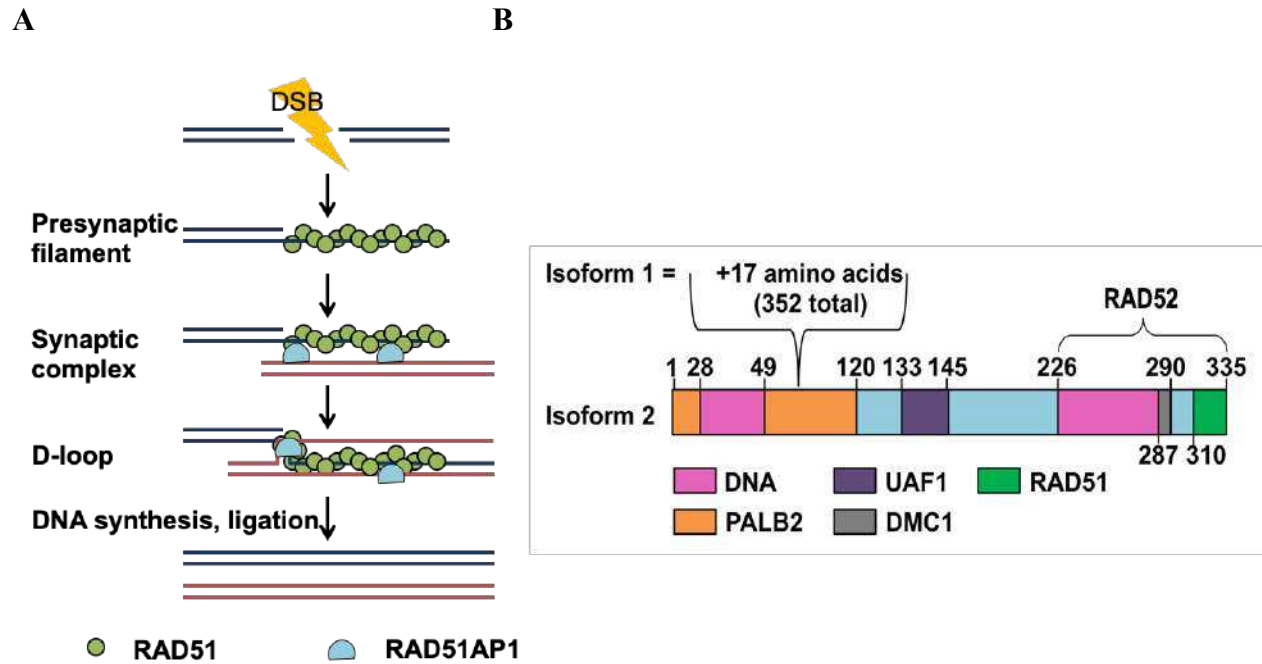 A
B
DSB
Presynaptic
filament
Synaptic
complex
D-loop
DNA synthesis, ligation
RAD51
RAD51AP1
Isoform 1 = +17 amino acids
(352 total)
RAD52
1 28 49 120 133 145 226 290 335
Isoform 2
287 310
DNA UAF1 RAD51
PALB2 DMC1